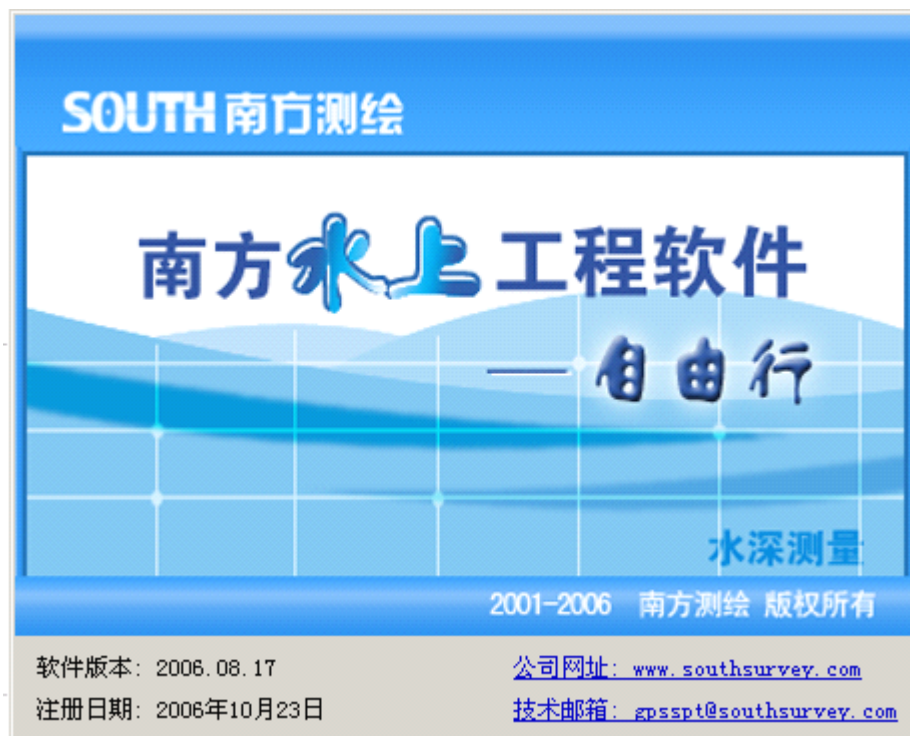 SOUTH 南方测绘
南方水上工程软件
——自由行
水深测量
2001-2006 南方测绘 版权所有
软件版本: 2006.08.17
公司网址: www.southsurvey.com
注册日期: 2006年10月23日
技术邮箱: gpsspt@southsurvey.com